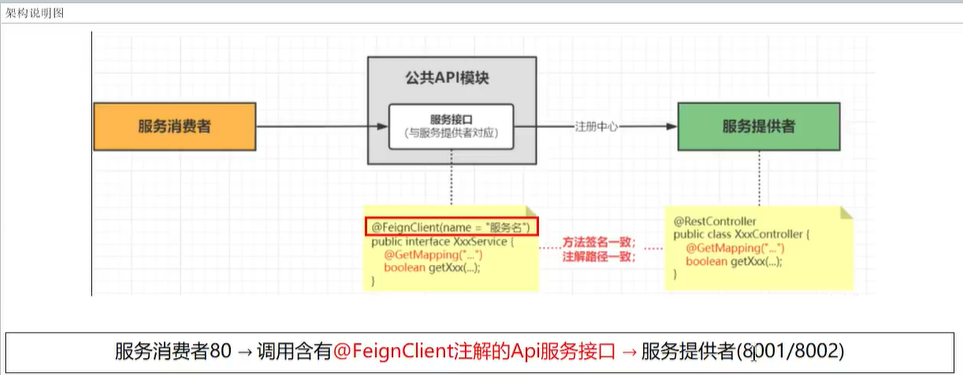 架构说明图
公共API模块
服务消费者
服务接口
(与服务提供者对应)
注册中心
服务提供者
@FeignClient(name = "服务名")
public interface XxxService {
@GetMapping("...")
boolean getXxx(...);
}
方法签名一致;
注解路径一致;
@RestController
public class XxxController {
@GetMapping("...")
boolean getXxx(...);
}
服务消费者80 → 调用含有@FeignClient注解的Api服务接口 → 服务提供者(8001/8002)